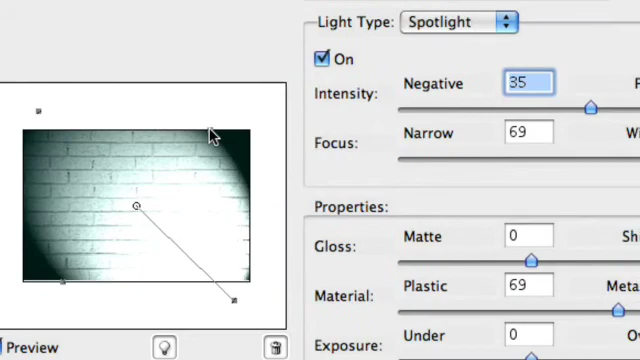 Light Type: Spotlight
On
Intensity: Negative 35
Focus: Narrow 69
Properties:
Gloss: Matte 0
Material: Plastic 69
Exposure: Under 0
Preview